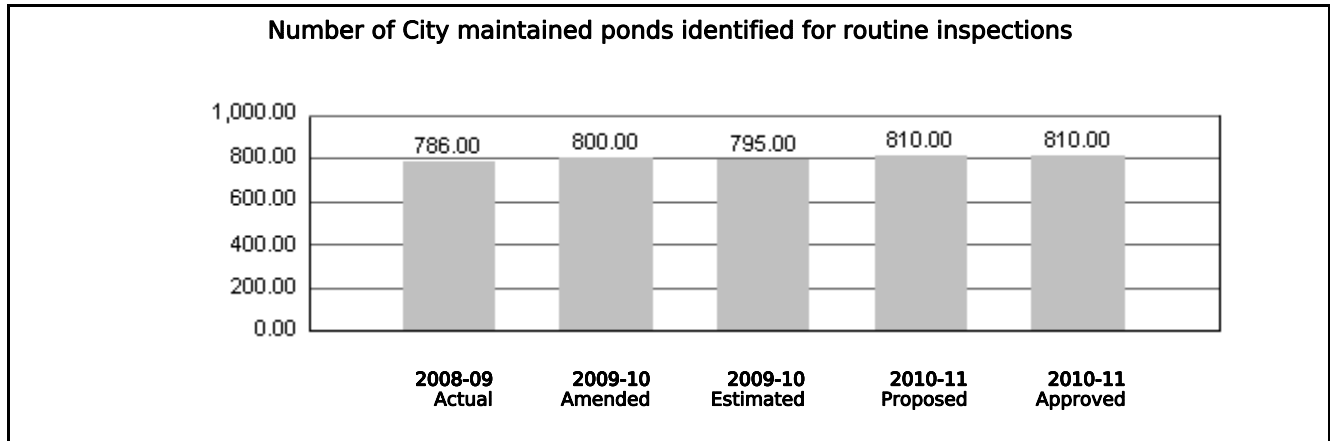 Number of City maintained ponds identified for routine inspections
1,000.00
800.00
600.00
400.00
200.00
0.00
786.00 800.00 795.00 810.00 810.00
2008-09 2009-10 2009-10 2010-11 2010-11
Actual Amended Estimated Proposed Approved